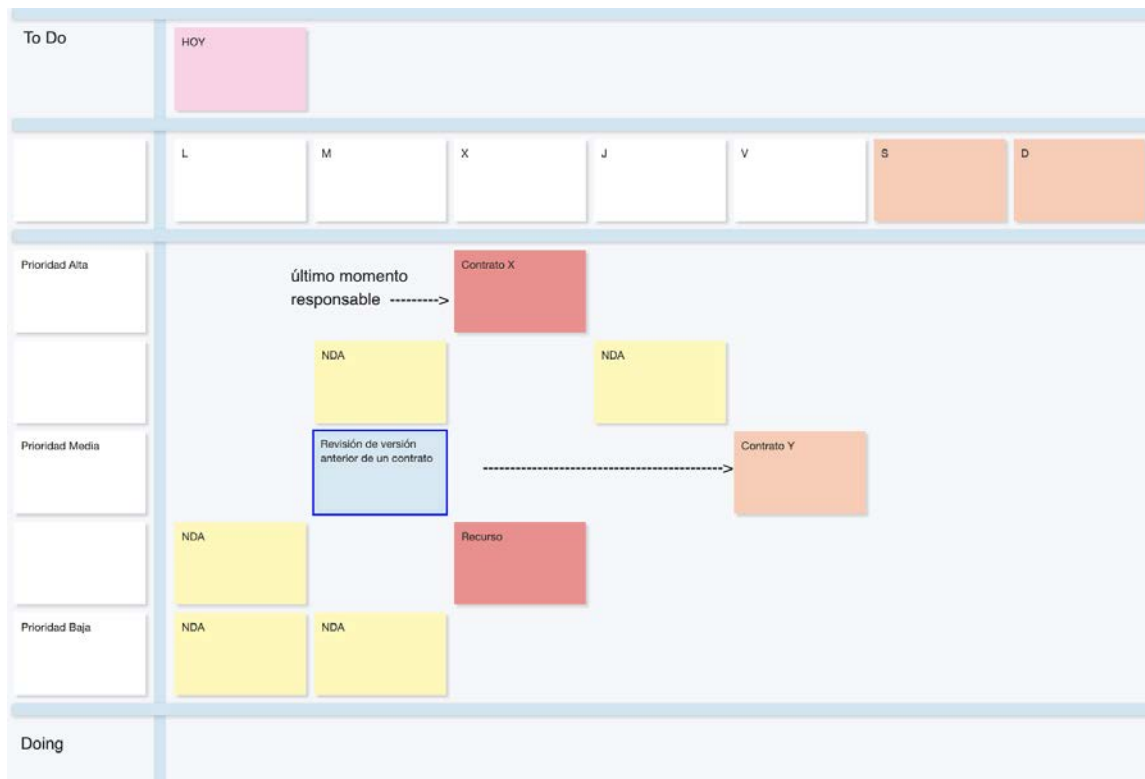 To Do
HOY
L
M
X
J
V
S
D
Prioridad Alta
último momento
responsable --------->
Contrato X
NDA
NDA
Prioridad Media
Revisión de versión
anterior de un contrato
------------------------------------------>
Contrato Y
NDA
Recurso
Prioridad Baja
NDA
NDA
Doing